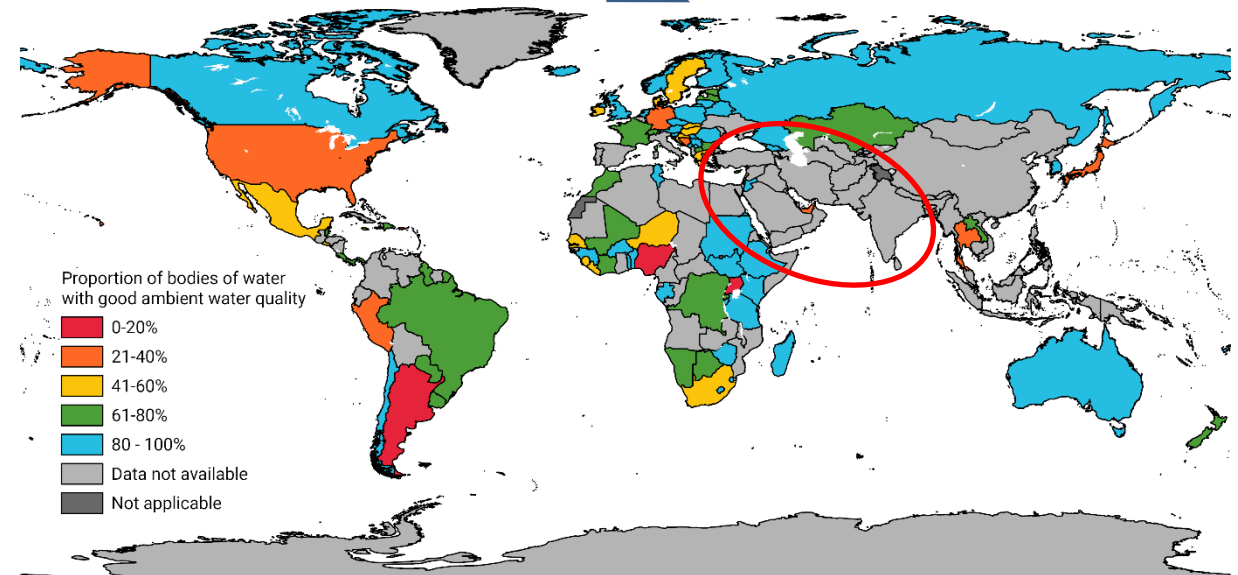 Proportion of bodies of water
with good ambient water quality
0-20%
21-40%
41-60%
61-80%
80 - 100%
Data not available
Not applicable